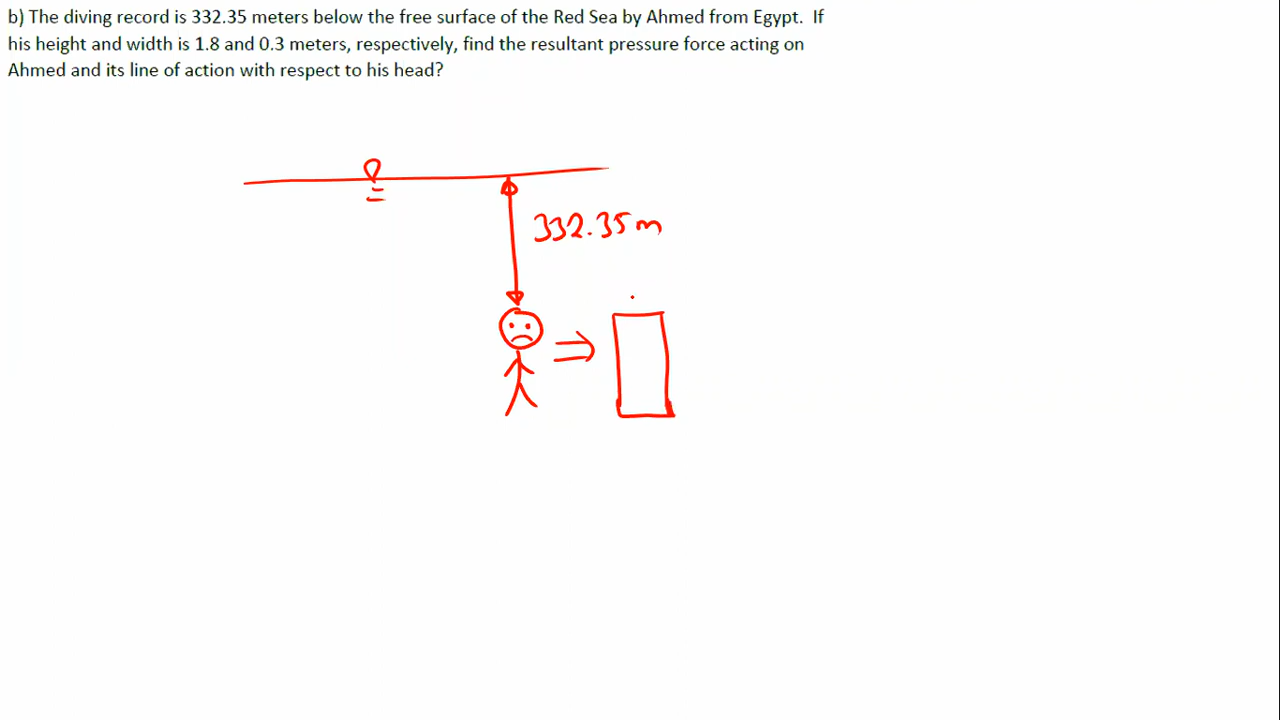 b) The diving record is 332.35 meters below the free surface of the Red Sea by Ahmed from Egypt. If
his height and width is 1.8 and 0.3 meters, respectively, find the resultant pressure force acting on
Ahmed and its line of action with respect to his head?
332.35m